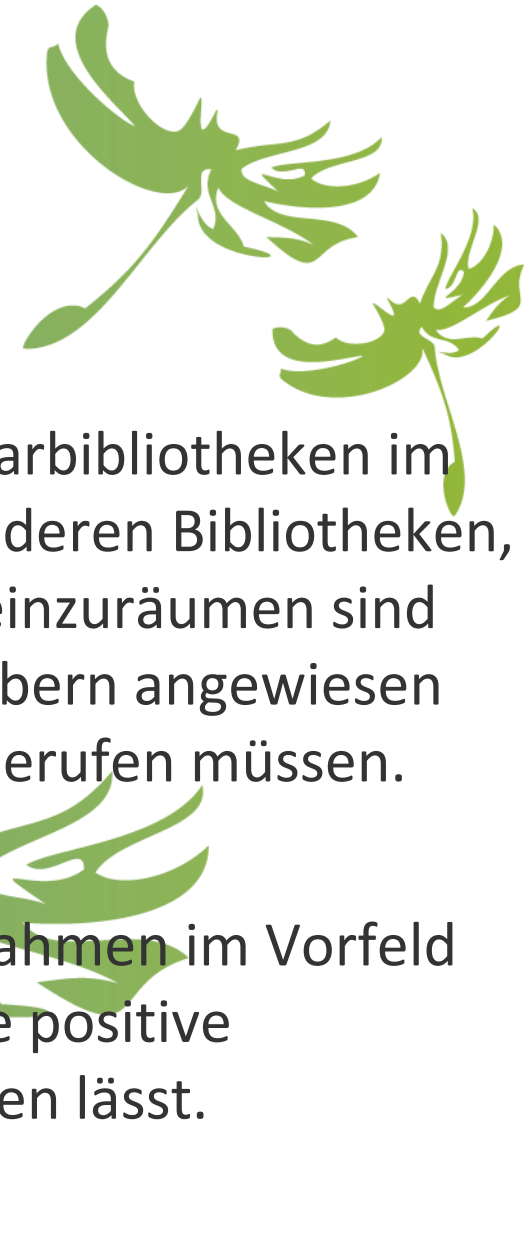 arbibliotheken im
deren Bibliotheken,
einzuräumen sind
bern angewiesen
erufen müssen.
ahmen im Vorfeld
e positive
en lässt.